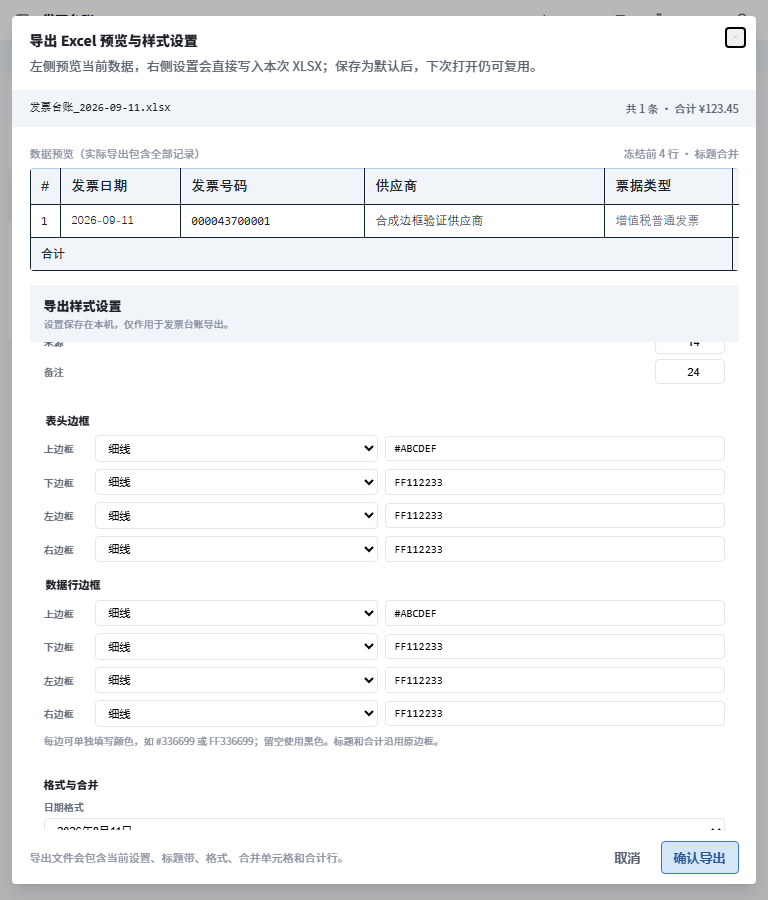 导出 Excel 预览与样式设置
左侧预览当前数据，右侧设置会直接写入本次 XLSX；保存为默认后，下次打开仍可复用。
发票台账_2026-09-11.xlsx
共 1 条 · 合计 ¥123.45
数据预览（实际导出包含全部记录）
冻结前 4 行 · 标题合并
# 发票日期 发票号码 供应商 票据类型
1 2026-09-11 000043700001 合成边框验证供应商 增值税普通发票
合计
导出样式设置
设置保存在本机，仅作用于发票台账导出。
来源 14
备注 24
表头边框
上边框 细线 #ABCDEF
下边框 细线 FF112233
左边框 细线 FF112233
右边框 细线 FF112233
数据行边框
上边框 细线 #ABCDEF
下边框 细线 FF112233
左边框 细线 FF112233
右边框 细线 FF112233
每边可单独填写颜色，如 #336699 或 FF336699；留空使用黑色。标题和合计沿用原边框。
格式与合并
日期格式
2026年8月11日
导出文件会包含当前设置、标题带、格式、合并单元格和合计行。
取消
确认导出